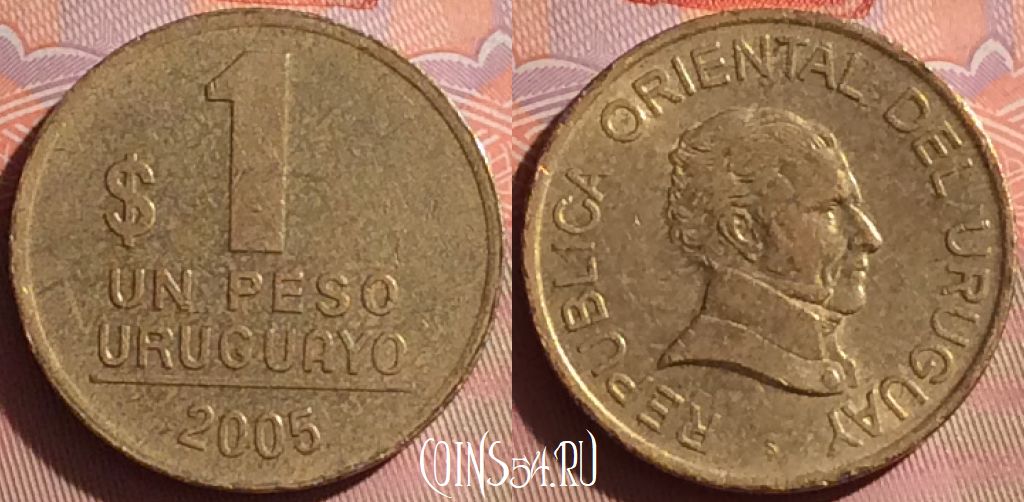 $ 1
UN PESO
URUGUAYO
2005
REPUBLICA ORIENTAL DEL URUGUAY
COINS54.RU